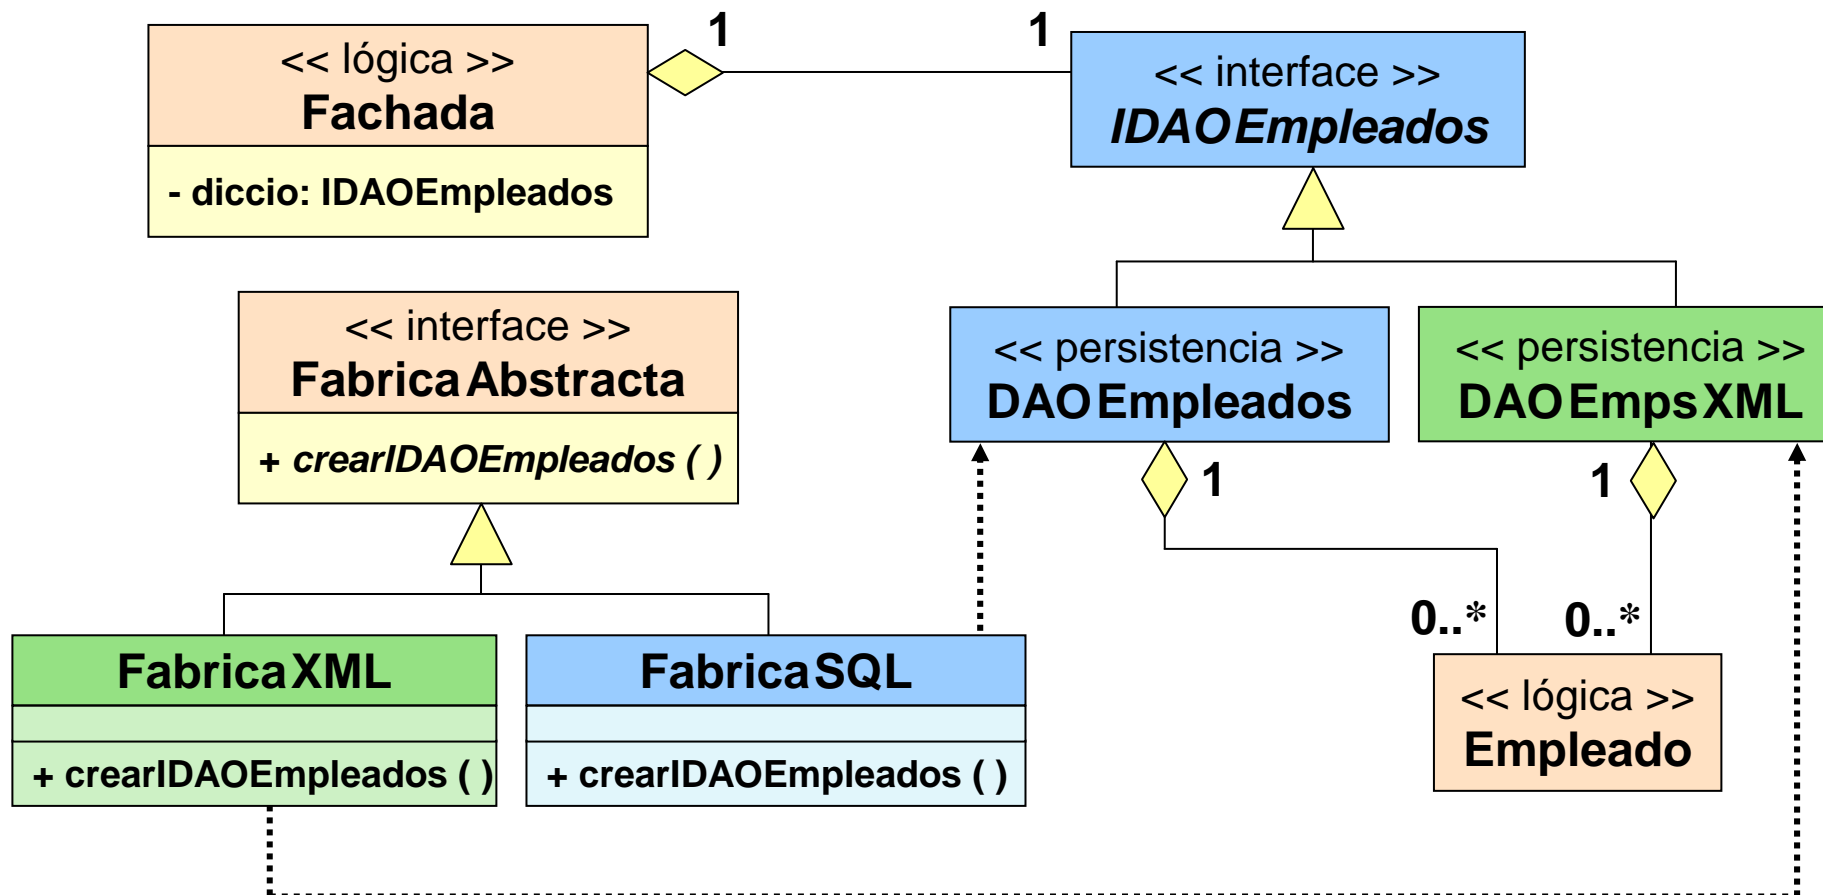 1 1
<< lógica >>
Fachada
- diccio: IDAOEmpleados
<< interface >>
IDAOEmpleados
<< interface >>
FabricaAbstracta
+ crearIDAOEmpleados ( )
<< persistencia >>
DAOEmpleados
<< persistencia >>
DAOEmpsXML
1 1
0..* 0..*
FabricaXML
+ crearIDAOEmpleados ( )
FabricaSQL
+ crearIDAOEmpleados ( )
<< lógica >>
Empleado